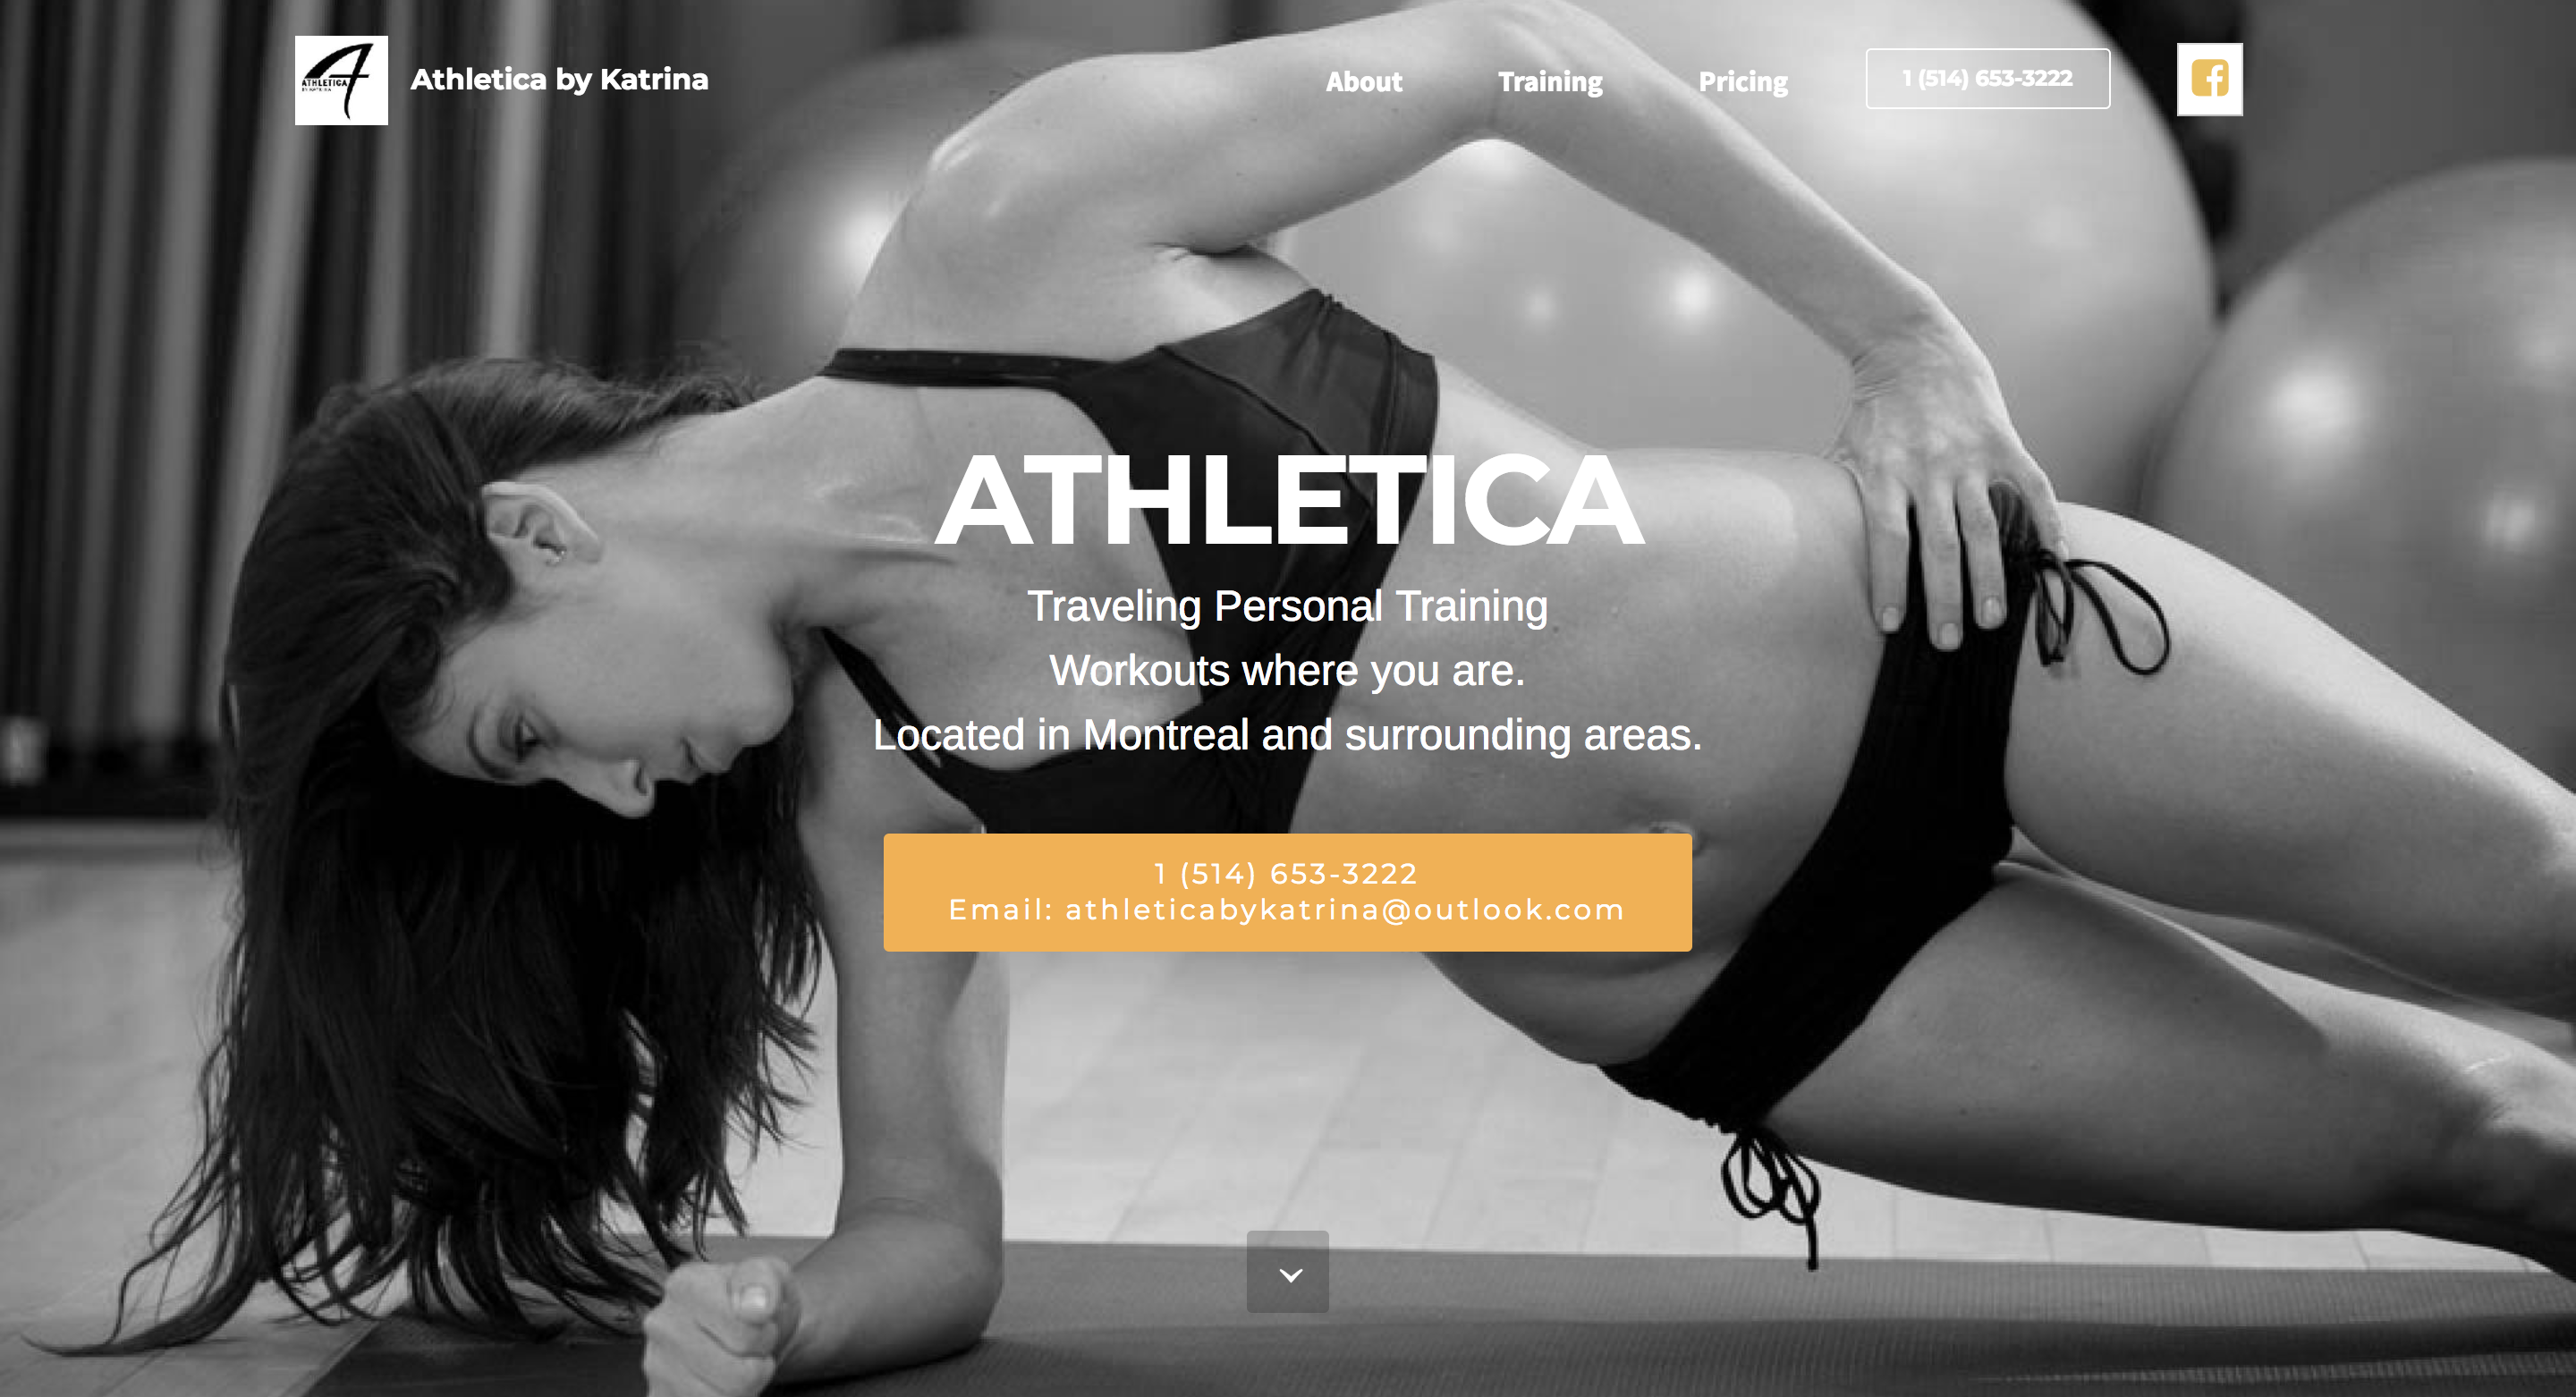 ATHLETICA
Athletica by Katrina
About
Training
Pricing
1 (514) 653-3222
ATHLETICA
Traveling Personal Training
Workouts where you are.
Located in Montreal and surrounding areas.
1 (514) 653-3222
Email: athleticabykatrina@outlook.com